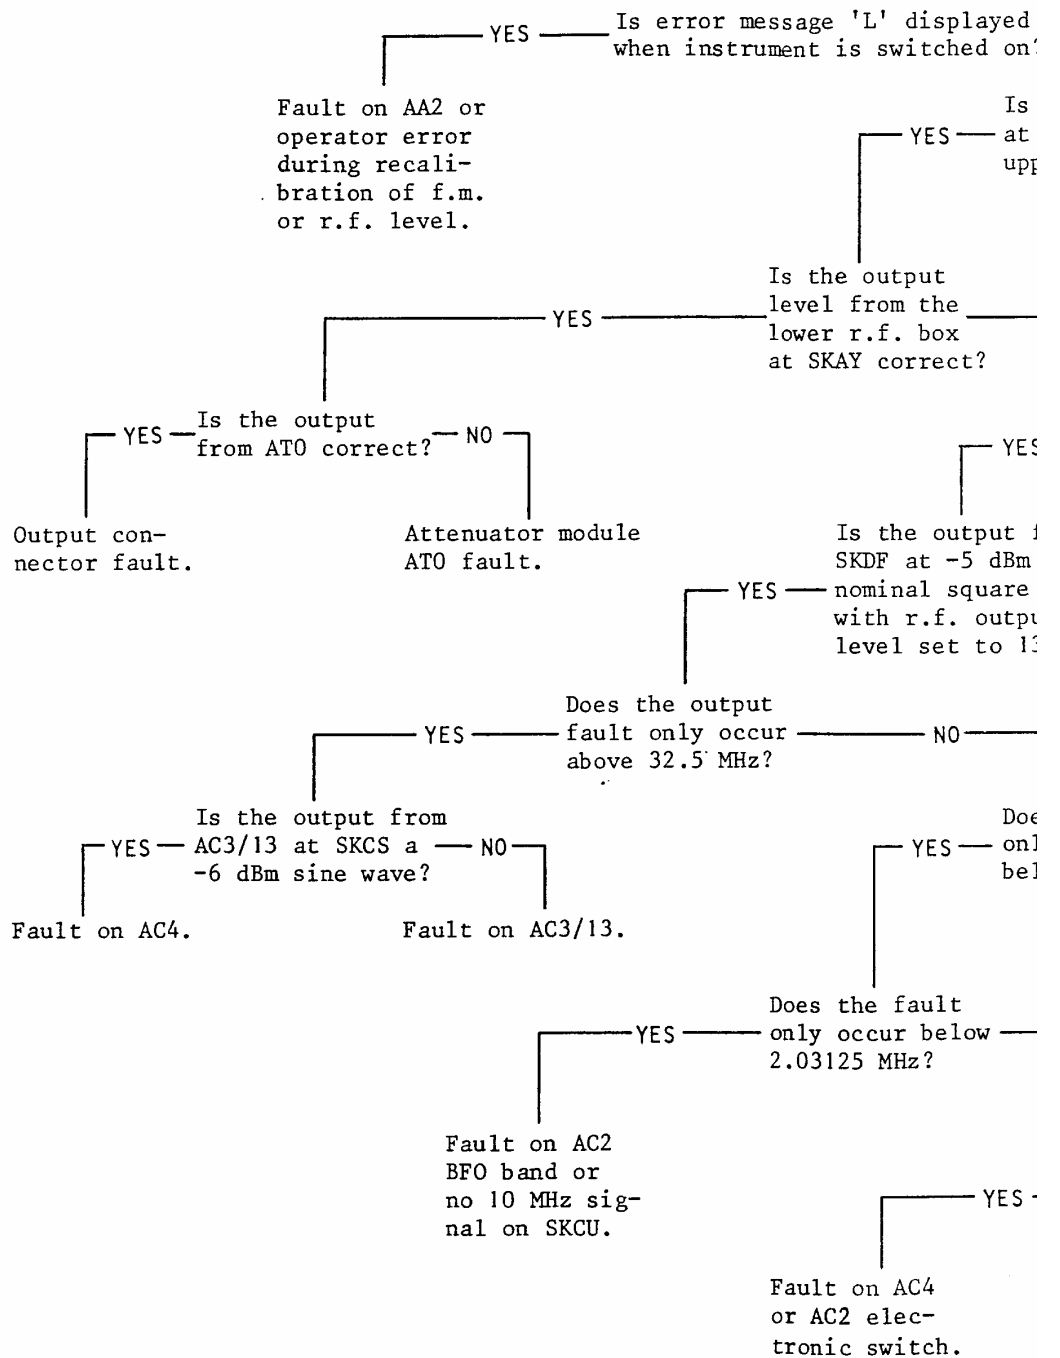 YES
Is error message 'L' displayed
when instrument is switched on?
Fault on AA2 or
operator error
during recali-
bration of f.m.
or r.f. level.
YES
Is
at
upp
Is the output
level from the
lower r.f. box
at SKAY correct?
YES
YES
Is the output
from AT0 correct?
NO
Output con-
nector fault.
Attenuator module
AT0 fault.
YES
Is the output f
SKDF at -5 dBm
nominal square
with r.f. outpu
level set to 13
YES
Does the output
fault only occur
above 32.5 MHz?
YES
NO
Is the output from
AC3/13 at SKCS a
-6 dBm sine wave?
YES
NO
Fault on AC4.
Fault on AC3/13.
YES
Doe
onl
bel
Does the fault
only occur below
2.03125 MHz?
YES
Fault on AC2
BFO band or
no 10 MHz sig-
nal on SKCU.
YES
Fault on AC4
or AC2 elec-
tronic switch.